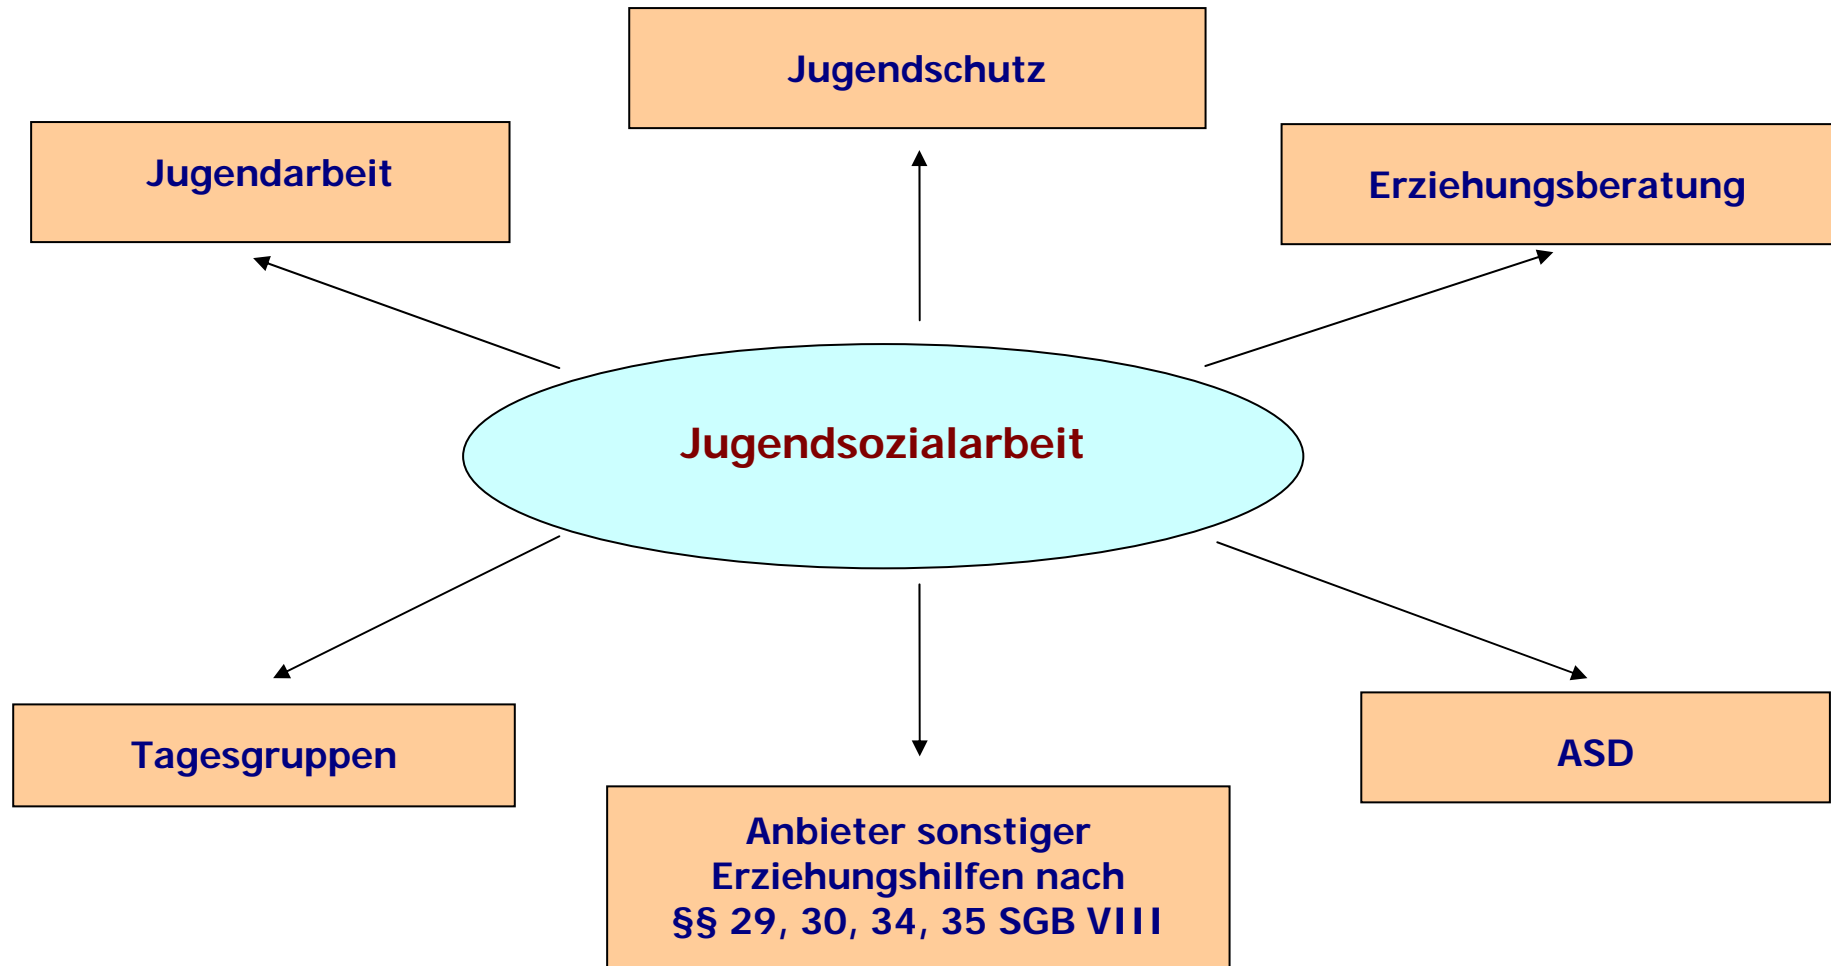 Jugendschutz
Jugendarbeit
Erziehungsberatung
Jugendsozialarbeit
Tagesgruppen
ASD
Anbieter sonstiger
Erziehungshilfen nach
§§ 29, 30, 34, 35 SGB VIII